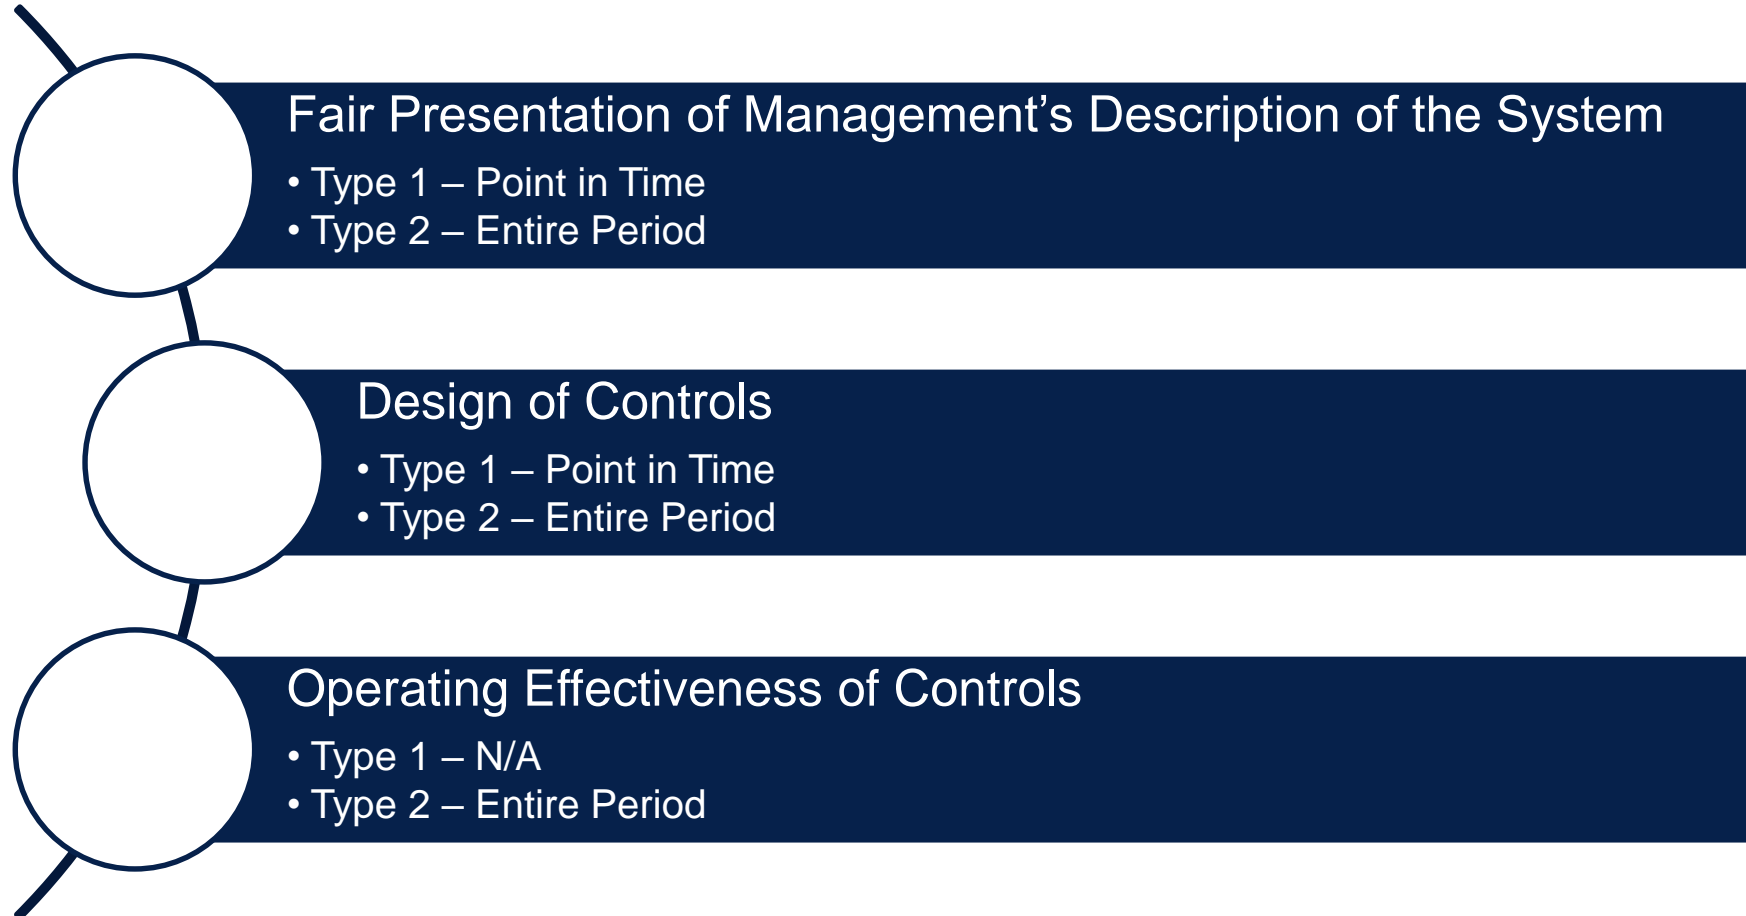 Fair Presentation of Management’s Description of the System
• Type 1 – Point in Time
• Type 2 – Entire Period
Design of Controls
• Type 1 – Point in Time
• Type 2 – Entire Period
Operating Effectiveness of Controls
• Type 1 – N/A
• Type 2 – Entire Period